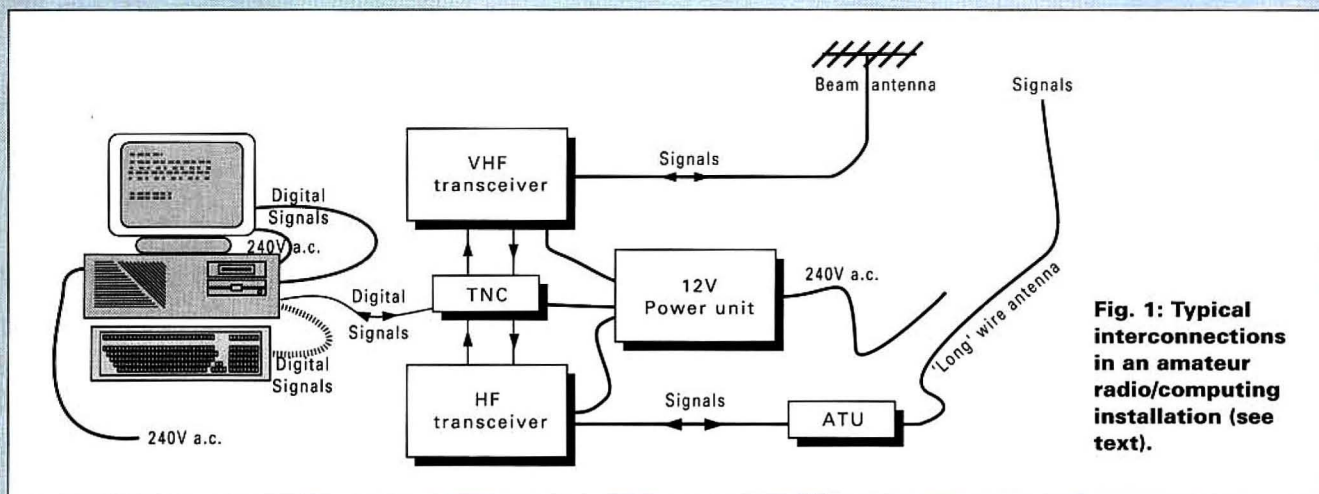 Beam antenna
Signals
VHF
transceiver
Signals
Digital
Signals
240V a.c.
TNC
Digital
Signals
12V
Power unit
240V a.c.
'Long' wire antenna
Digital
Signals
HF
transceiver
Signals
ATU
240V a.c.
Fig. 1: Typical
interconnections
in an amateur
radio/computing
installation (see
text).